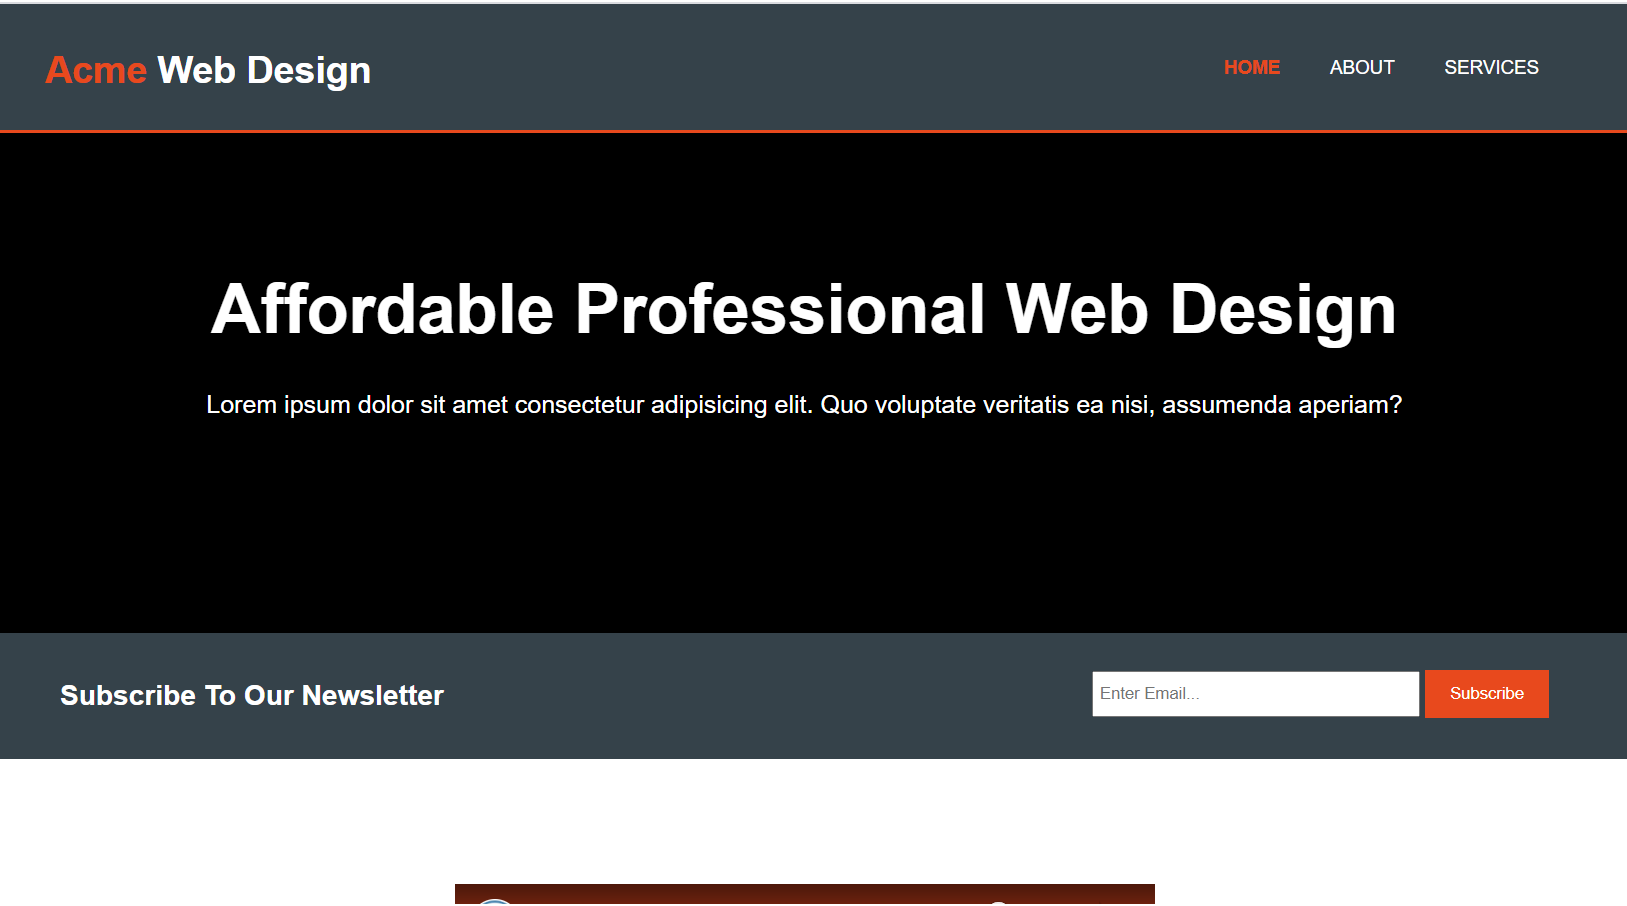 Acme Web Design
HOME ABOUT SERVICES
Affordable Professional Web Design
Lorem ipsum dolor sit amet consectetur adipisicing elit. Quo voluptate veritatis ea nisi, assumenda aperiam?
Subscribe To Our Newsletter
Enter Email...
Subscribe